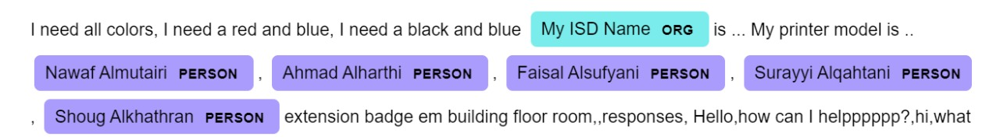 I need all colors, I need a red and blue, I need a black and blue My ISD Name ORG is ... My printer model is ..
Nawaf Almutairi PERSON , Ahmad Alharthi PERSON , Faisal Alsufyani PERSON , Surayyi Alqahtani PERSON
, Shoug Alkhathran PERSON extension badge em building floor room,,responses, Hello,how can I helpppppp?,hi,what